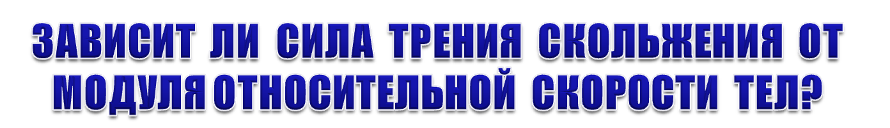 ЗАВИСИТ ЛИ СИЛА ТРЕНИЯ СКОЛЬЖЕНИЯ ОТ
МОДУЛЯ ОТНОСИТЕЛЬНОЙ СКОРОСТИ ТЕЛ?